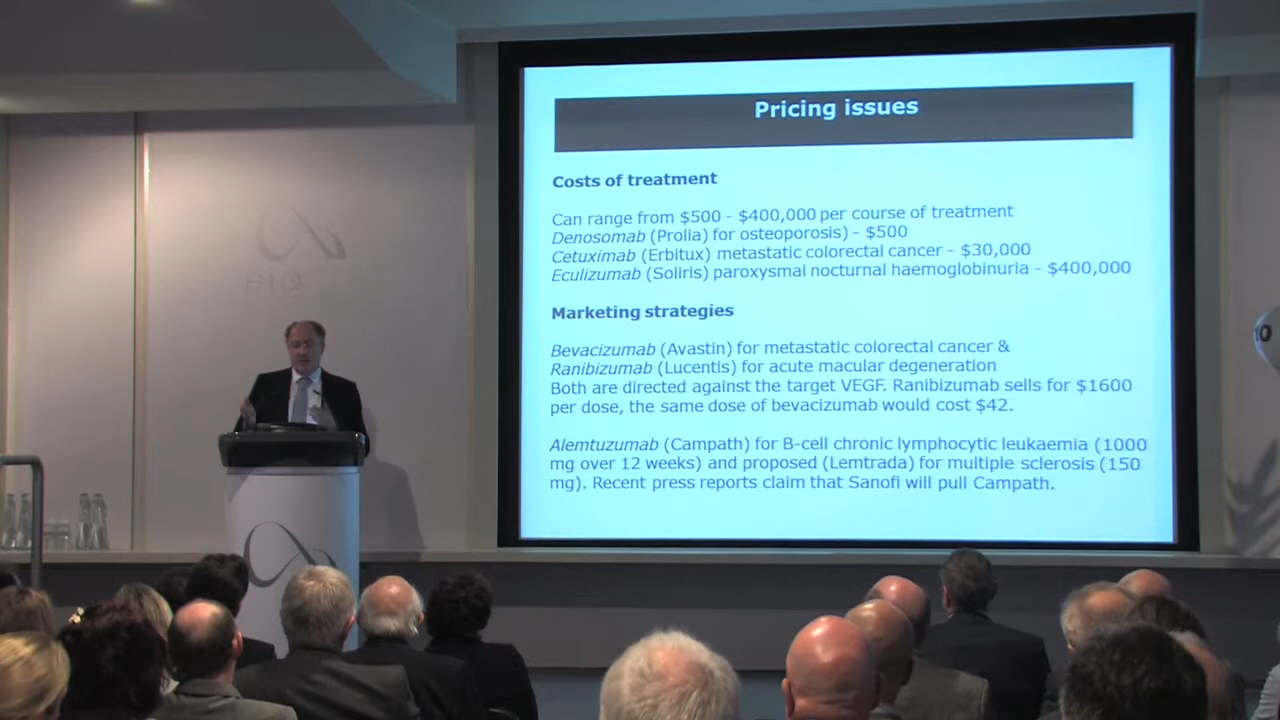 Pricing issues
Costs of treatment
Can range from $500 - $400,000 per course of treatment
Denosomab (Prolia) for osteoporosis) - $500
Cetuximab (Erbitux) metastatic colorectal cancer - $30,000
Eculizumab (Soliris) paroxysmal nocturnal haemoglobinuria - $400,000
Marketing strategies
Bevacizumab (Avastin) for metastatic colorectal cancer &
Ranibizumab (Lucentis) for acute macular degeneration
Both are directed against the target VEGF. Ranibizumab sells for $1600
per dose, the same dose of bevacizumab would cost $42.
Alemtuzumab (Campath) for B-cell chronic lymphocytic leukaemia (1000
mg over 12 weeks) and proposed (Lemtrada) for multiple sclerosis (150
mg). Recent press reports claim that Sanofi will pull Campath.
BIO
10